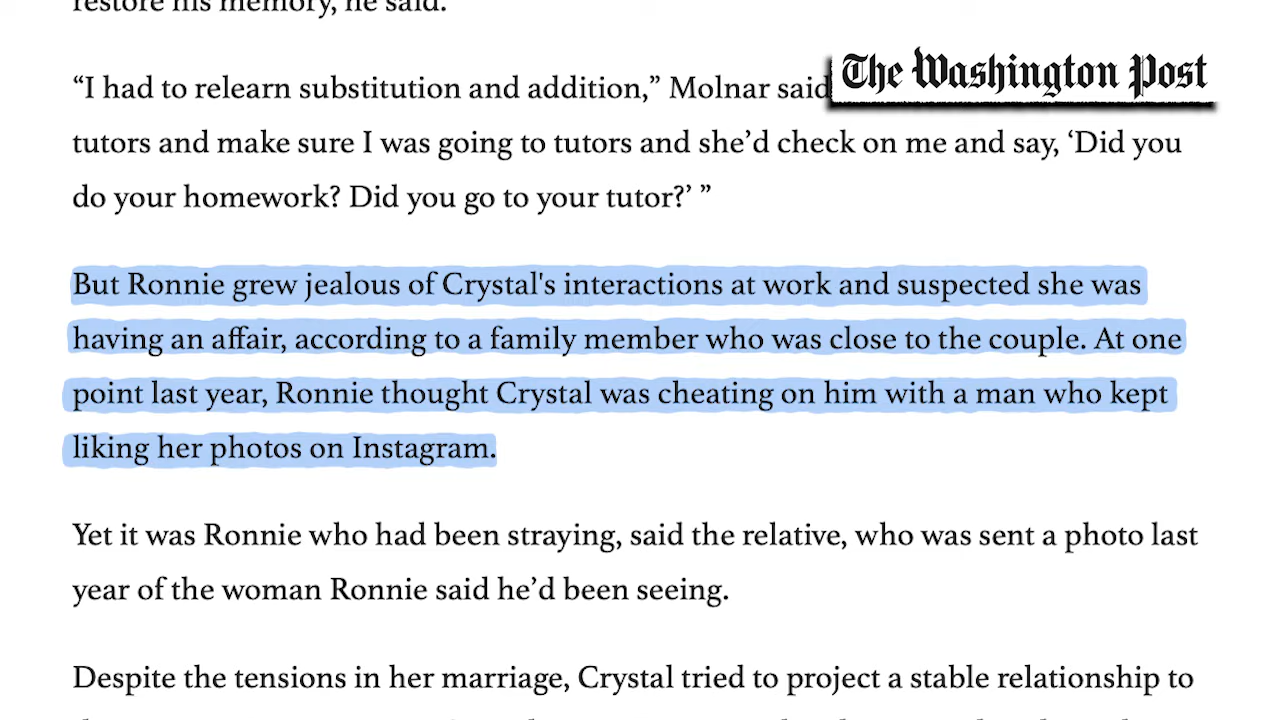 restore his memory, he said.
The Washington Post
“I had to relearn substitution and addition,” Molnar said
tutors and make sure I was going to tutors and she’d check on me and say, ‘Did you
do your homework? Did you go to your tutor?’ ”
But Ronnie grew jealous of Crystal's interactions at work and suspected she was
having an affair, according to a family member who was close to the couple. At one
point last year, Ronnie thought Crystal was cheating on him with a man who kept
liking her photos on Instagram.
Yet it was Ronnie who had been straying, said the relative, who was sent a photo last
year of the woman Ronnie said he’d been seeing.
Despite the tensions in her marriage, Crystal tried to project a stable relationship to